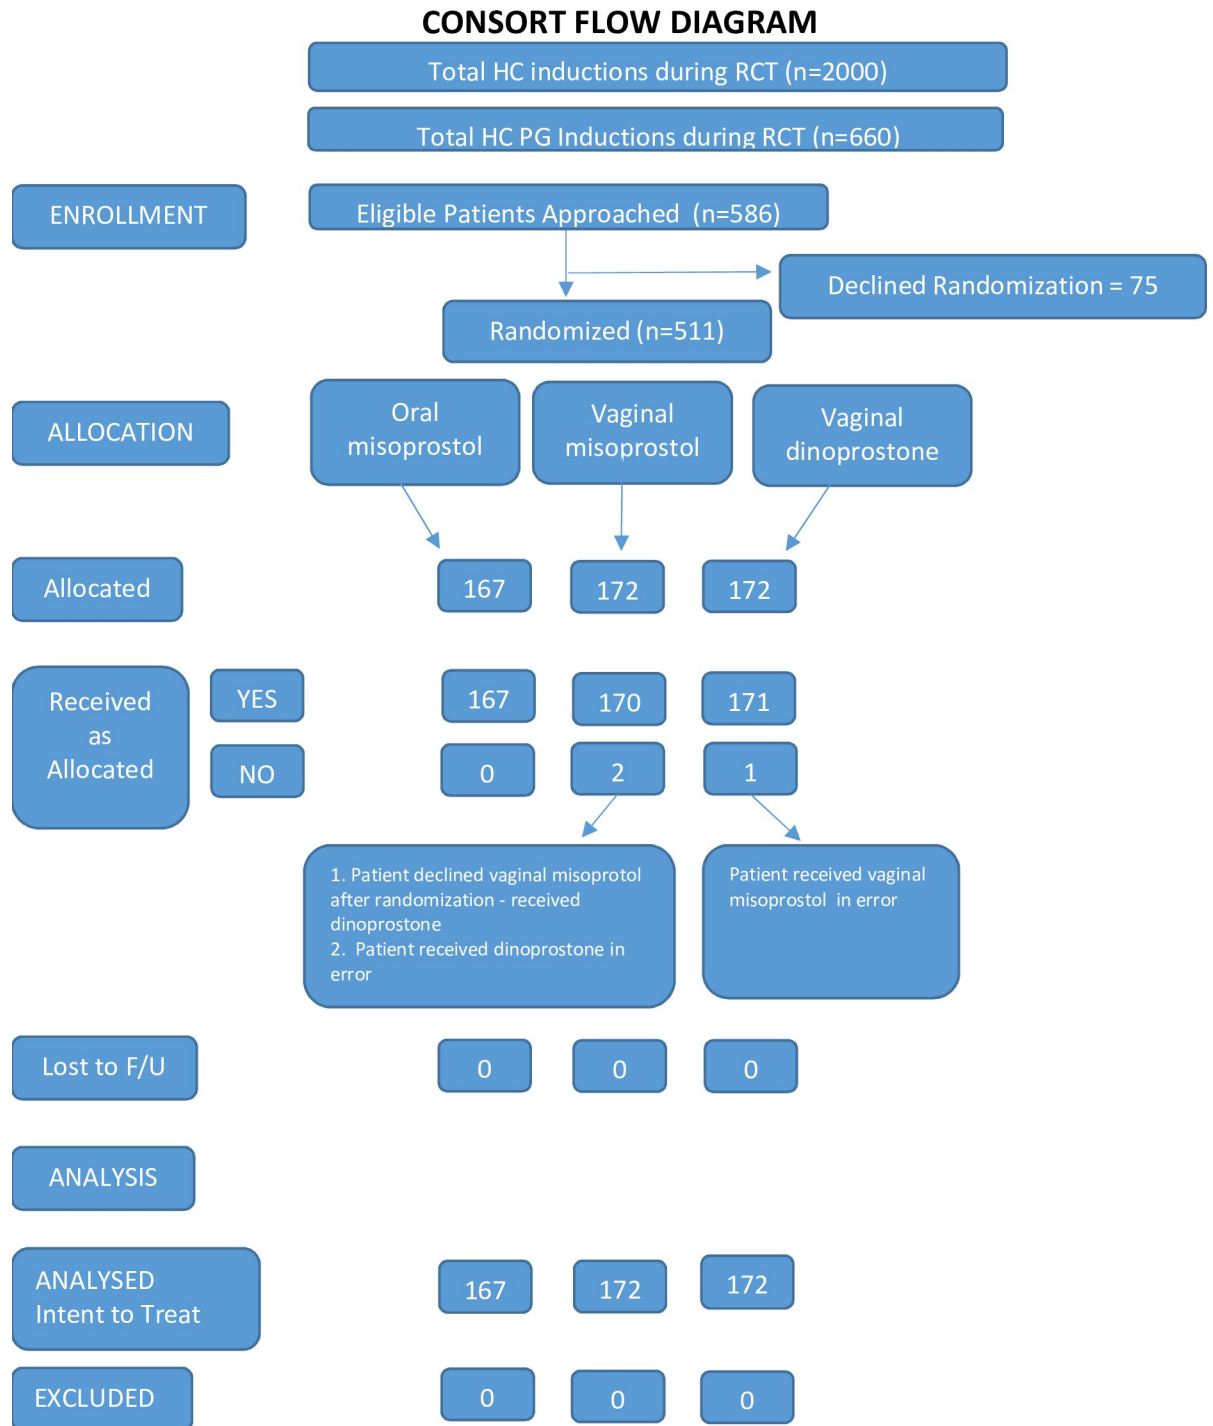 CONSORT FLOW DIAGRAM
Total HC inductions during RCT (n=2000)
Total HC PG Inductions during RCT (n=660)
ENROLLMENT
Eligible Patients Approached (n=586)
Declined Randomization = 75
Randomized (n=511)
ALLOCATION
Oral
misoprostol
Vaginal
misoprostol
Vaginal
dinoprostone
Allocated
167
172
172
Received
as
Allocated
YES
167
170
171
NO
0
2
1
1. Patient declined vaginal misoprotol
after randomization - received
dinoprostone
2. Patient received dinoprostone in
error
Patient received vaginal
misoprostol in error
Lost to F/U
0
0
0
ANALYSIS
ANALYSED
Intent to Treat
167
172
172
EXCLUDED
0
0
0